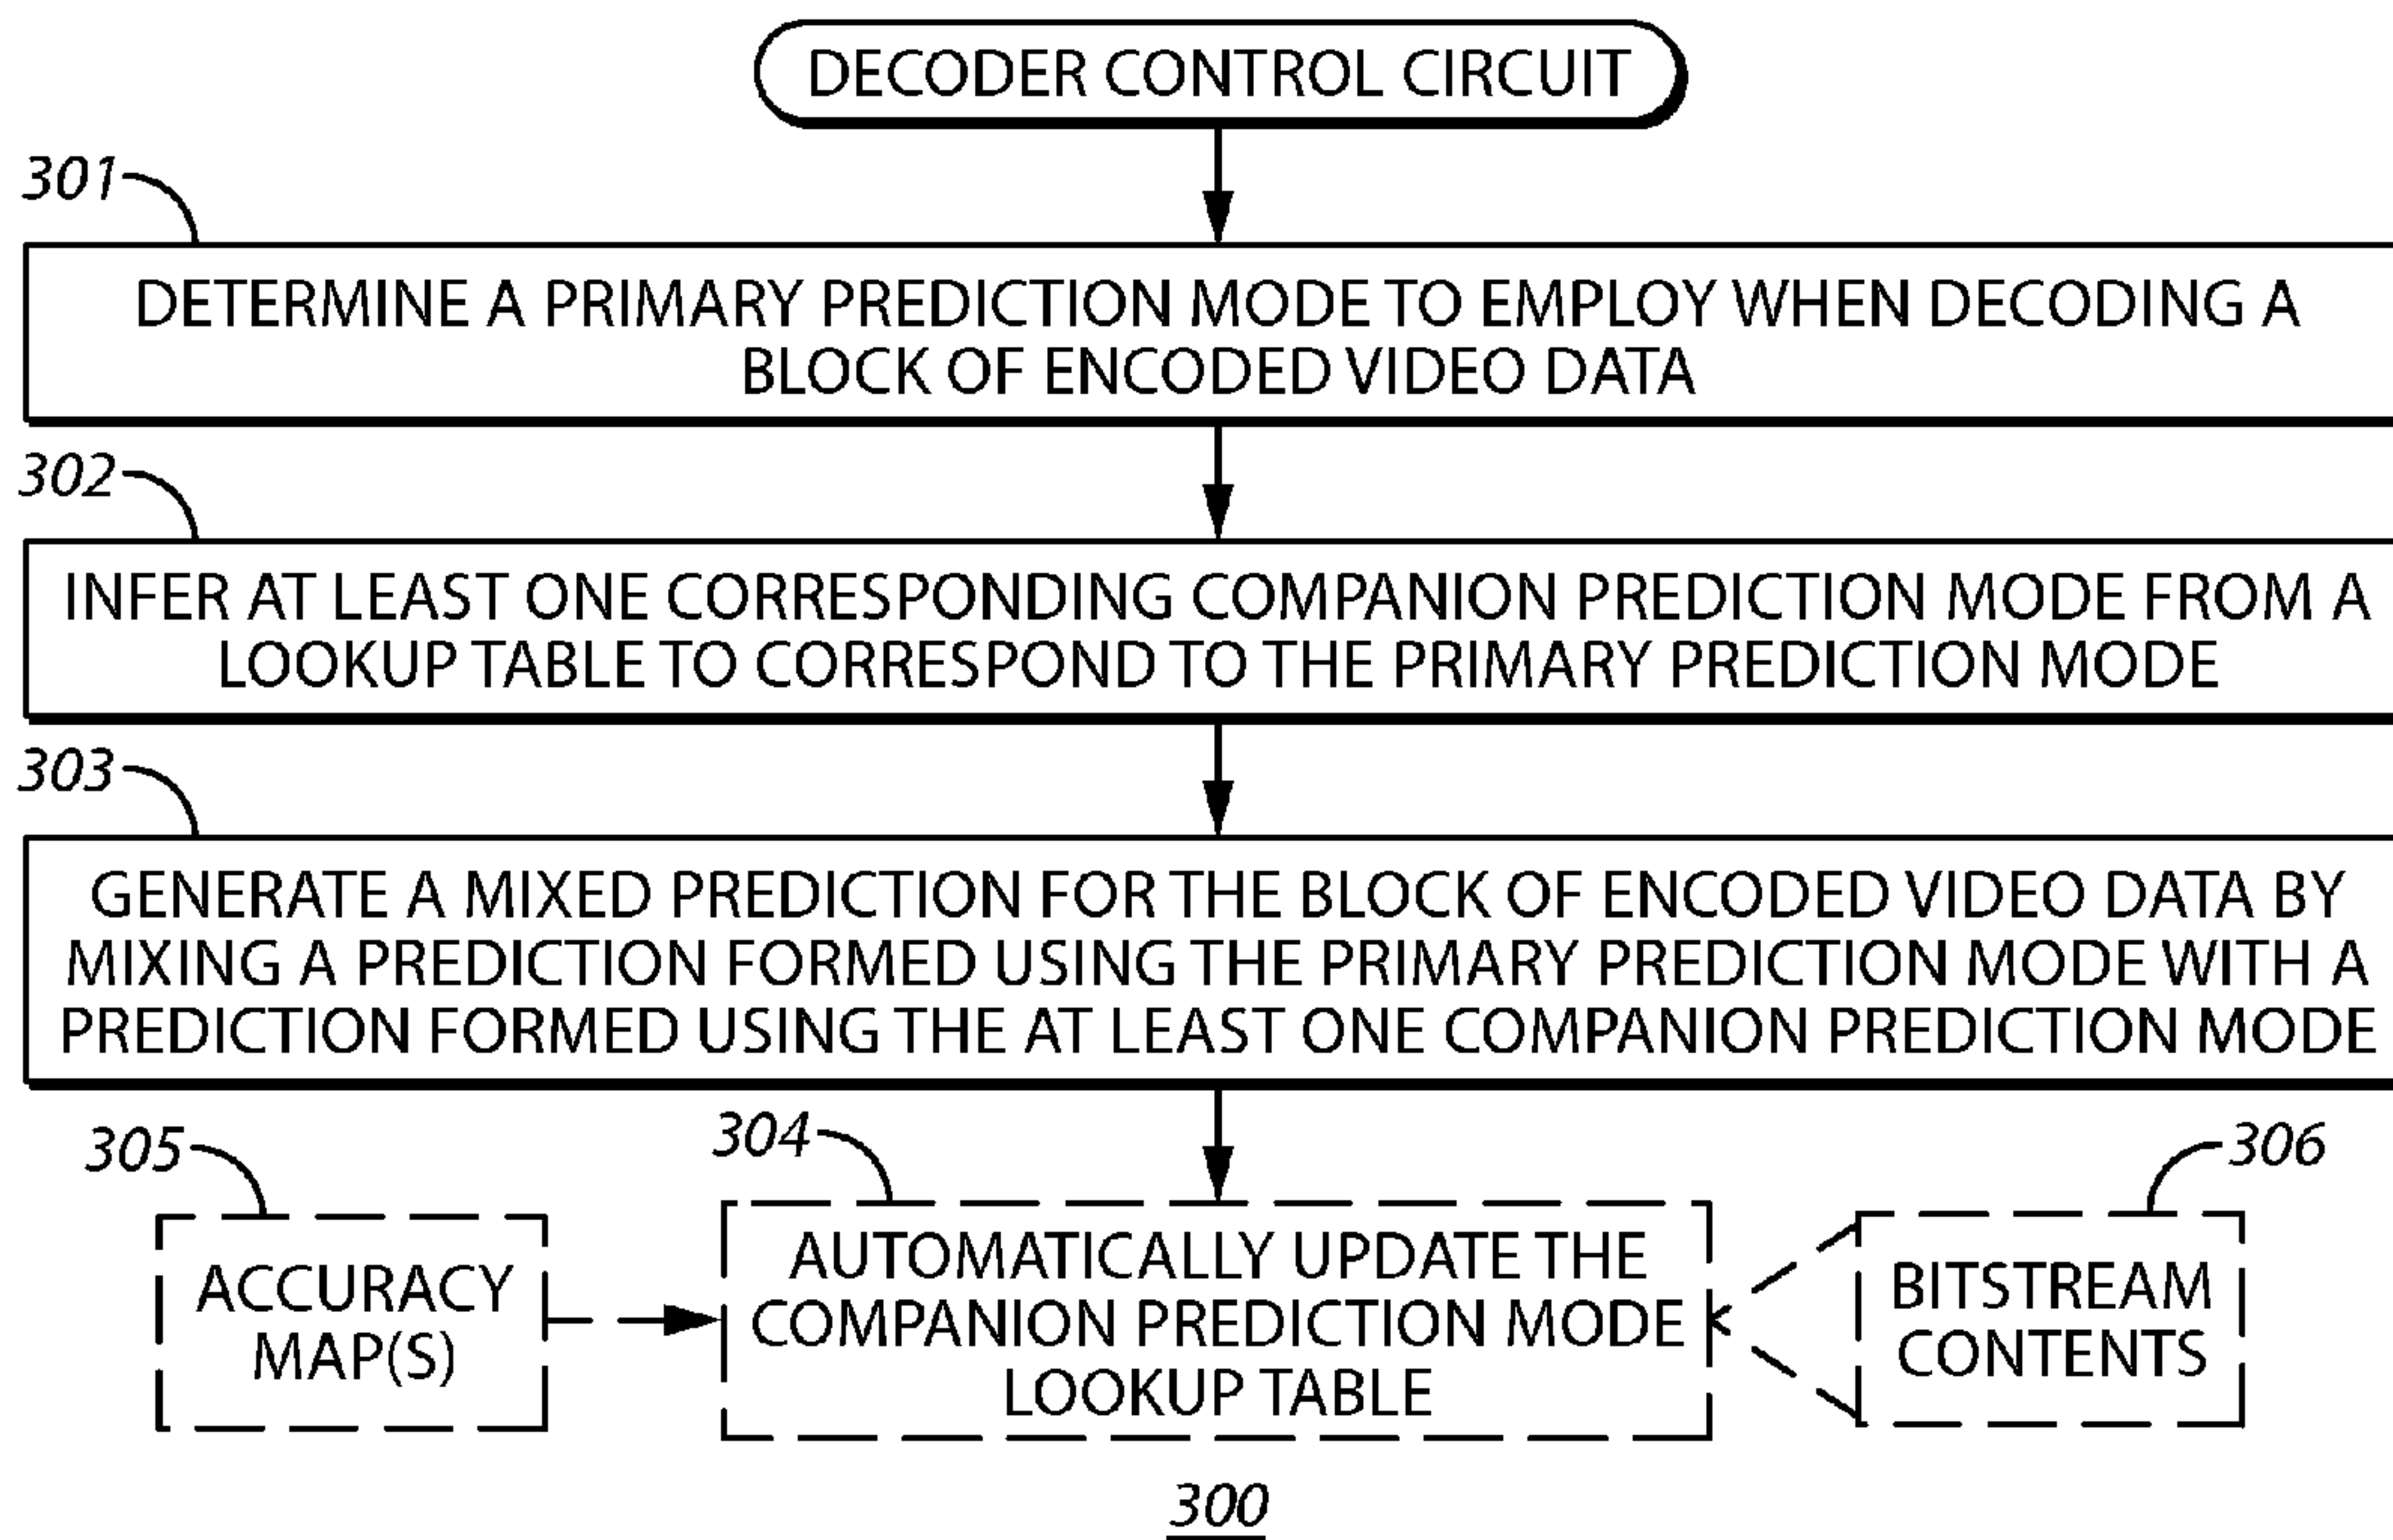 DECODER CONTROL CIRCUIT
301
DETERMINE A PRIMARY PREDICTION MODE TO EMPLOY WHEN DECODING A
BLOCK OF ENCODED VIDEO DATA
302
INFER AT LEAST ONE CORRESPONDING COMPANION PREDICTION MODE FROM A
LOOKUP TABLE TO CORRESPOND TO THE PRIMARY PREDICTION MODE
303
GENERATE A MIXED PREDICTION FOR THE BLOCK OF ENCODED VIDEO DATA BY
MIXING A PREDICTION FORMED USING THE PRIMARY PREDICTION MODE WITH A
PREDICTION FORMED USING THE AT LEAST ONE COMPANION PREDICTION MODE
305
ACCURACY
MAP(S)
304
AUTOMATICALLY UPDATE THE
COMPANION PREDICTION MODE
LOOKUP TABLE
306
BITSTREAM
CONTENTS
300